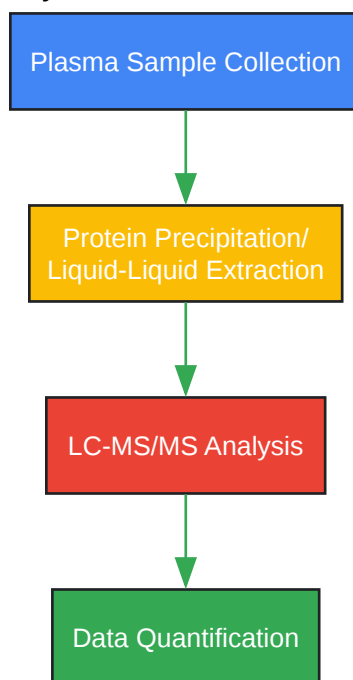 Plasma Sample Collection
Protein Precipitation/
Liquid-Liquid Extraction
LC-MS/MS Analysis
Data Quantification